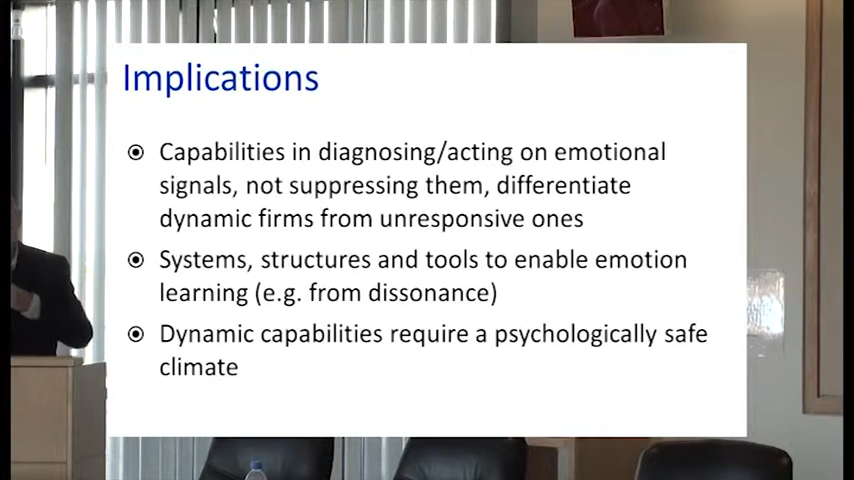 Implications
Capabilities in diagnosing/acting on emotional
signals, not suppressing them, differentiate
dynamic firms from unresponsive ones
Systems, structures and tools to enable emotion
learning (e.g. from dissonance)
Dynamic capabilities require a psychologically safe
climate